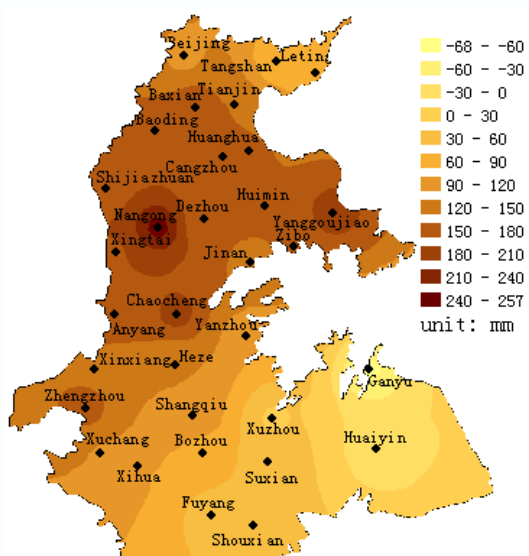 Beijing
Tangshan
Leting
Baxian
Tianjin
Baoding
Huanghua
Cangzhou
Shijiazhuan
Nangong
Dezhou
Huimin
Yanggoujiao
Xingtai
Jinan
Zibo
Chaocheng
Anyang
Yanzhou
Xinxiang
Heze
Ganyu
Zhengzhou
Shangqiu
Xuzhou
Xuchang
Bozhou
Huaiyin
Xihua
Suxian
Fuyang
Shouxian
-68 - -60
-60 - -30
-30 - 0
0 - 30
30 - 60
60 - 90
90 - 120
120 - 150
150 - 180
180 - 210
210 - 240
240 - 257
unit: mm